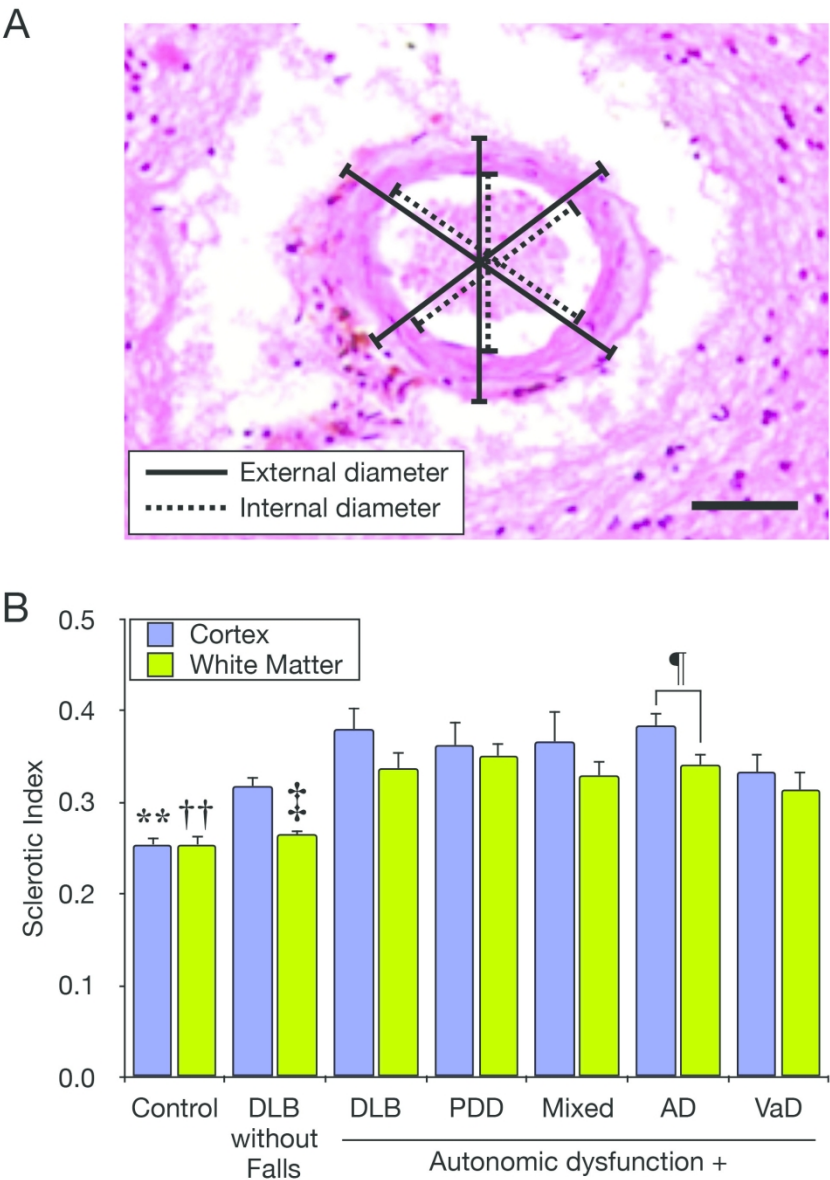 A
External diameter
Internal diameter
B
Cortex
White Matter
Sclerotic Index
0.5
0.4
0.3
0.2
0.1
0.0
** ††
‡
¶
Control
DLB without Falls
DLB
PDD
Mixed
AD
VaD
Autonomic dysfunction +